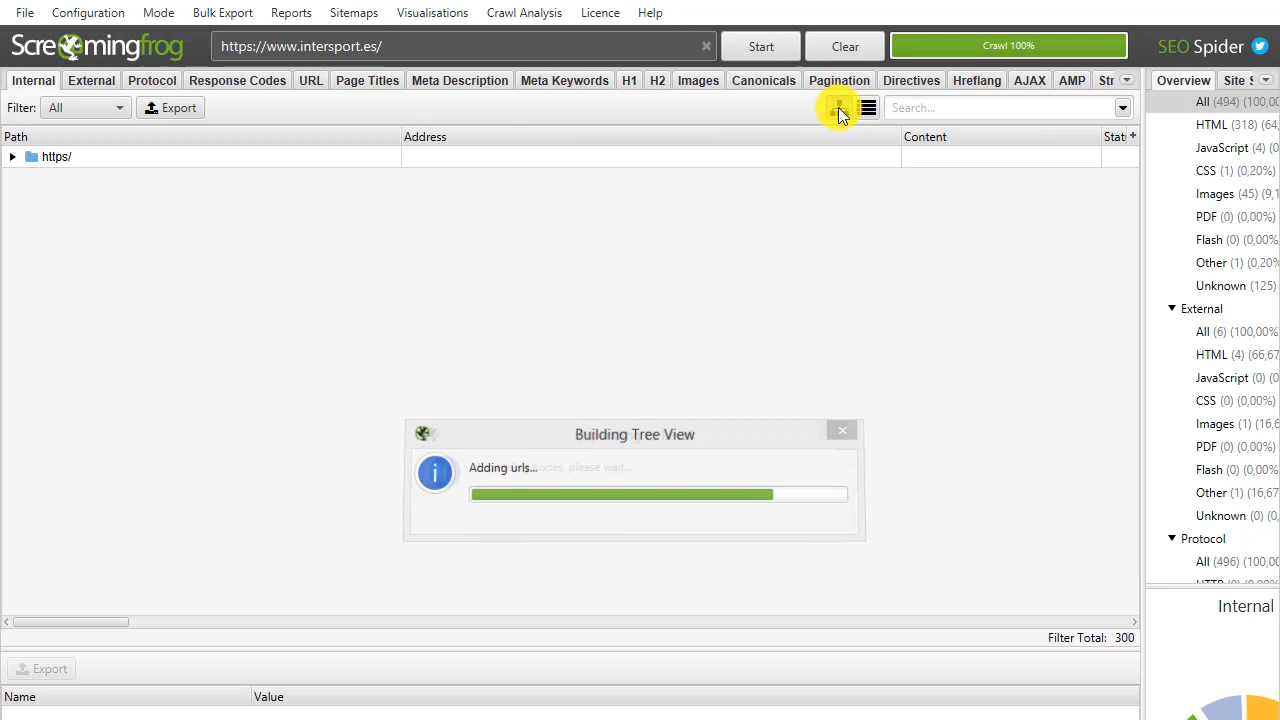 File Configuration Mode Bulk Export Reports Sitemaps Visualisations Crawl Analysis Licence Help
Screamingfrog https://www.intersport.es/ Start Clear Crawl 100% SEO Spider
Internal External Protocol Response Codes URL Page Titles Meta Description Meta Keywords H1 H2 Images Canonicals Pagination Directives Hreflang AJAX AMP Str Overview Site S
Filter: All Export Search...
Path Address Content Stat
https/
All (494) (100,00
HTML (318) (64,
JavaScript (4) (0
CSS (1) (0,20%
Images (45) (9,1
PDF (0) (0,00%
Flash (0) (0,00%
Other (1) (0,20%
Unknown (125)
External
All (6) (100,00%
HTML (4) (66,67
JavaScript (0) (0
CSS (0) (0,00%
Images (1) (16,6
PDF (0) (0,00%
Flash (0) (0,00%
Other (1) (16,67
Unknown (0) (0,
Protocol
All (496) (100,00
Building Tree View
Adding urls... nodes, please wait...
Filter Total: 300
Internal
Export
Name Value